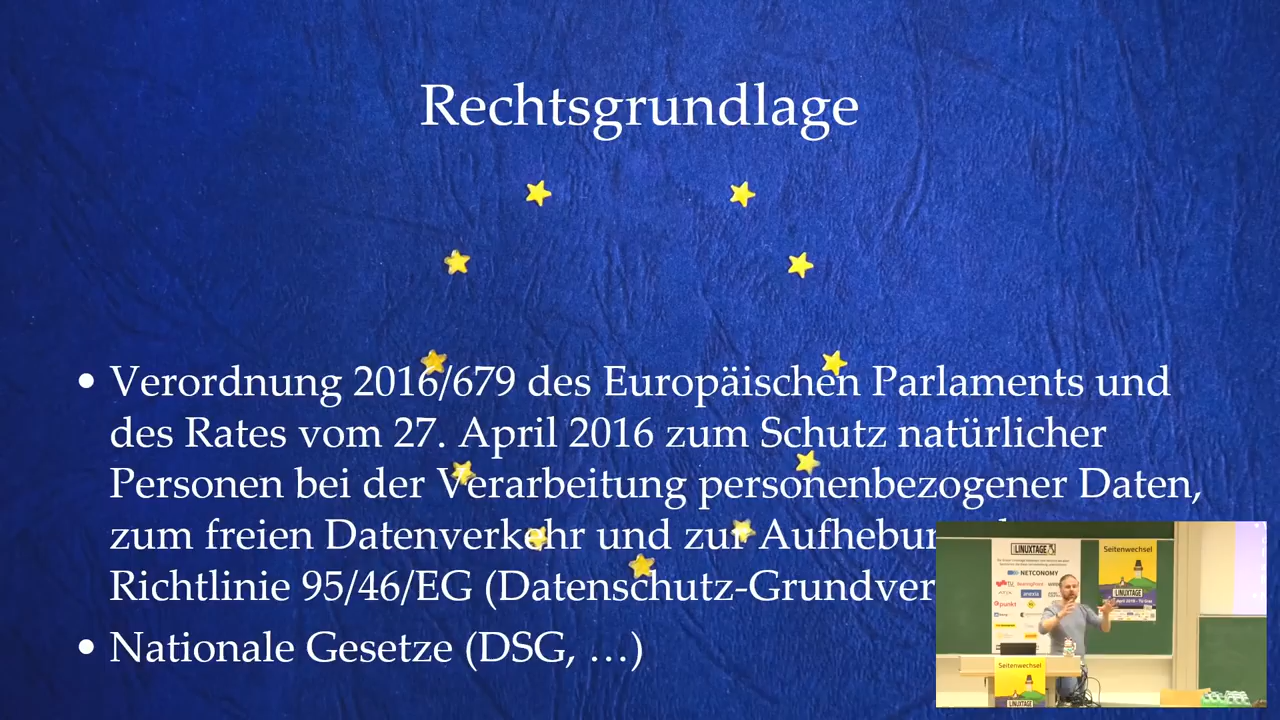 Rechtsgrundlage
• Verordnung 2016/679 des Europäischen Parlaments und
des Rates vom 27. April 2016 zum Schutz natürlicher
Personen bei der Verarbeitung personenbezogener Daten,
zum freien Datenverkehr und zur
Richtlinie 95/46/EG
• Nationale Gesetze (DSG, …)
LINUXTAGE
NETCONOMY
Seitenwechsel
LINUXTAGE
Seitenwechsel
LINUXTAGE